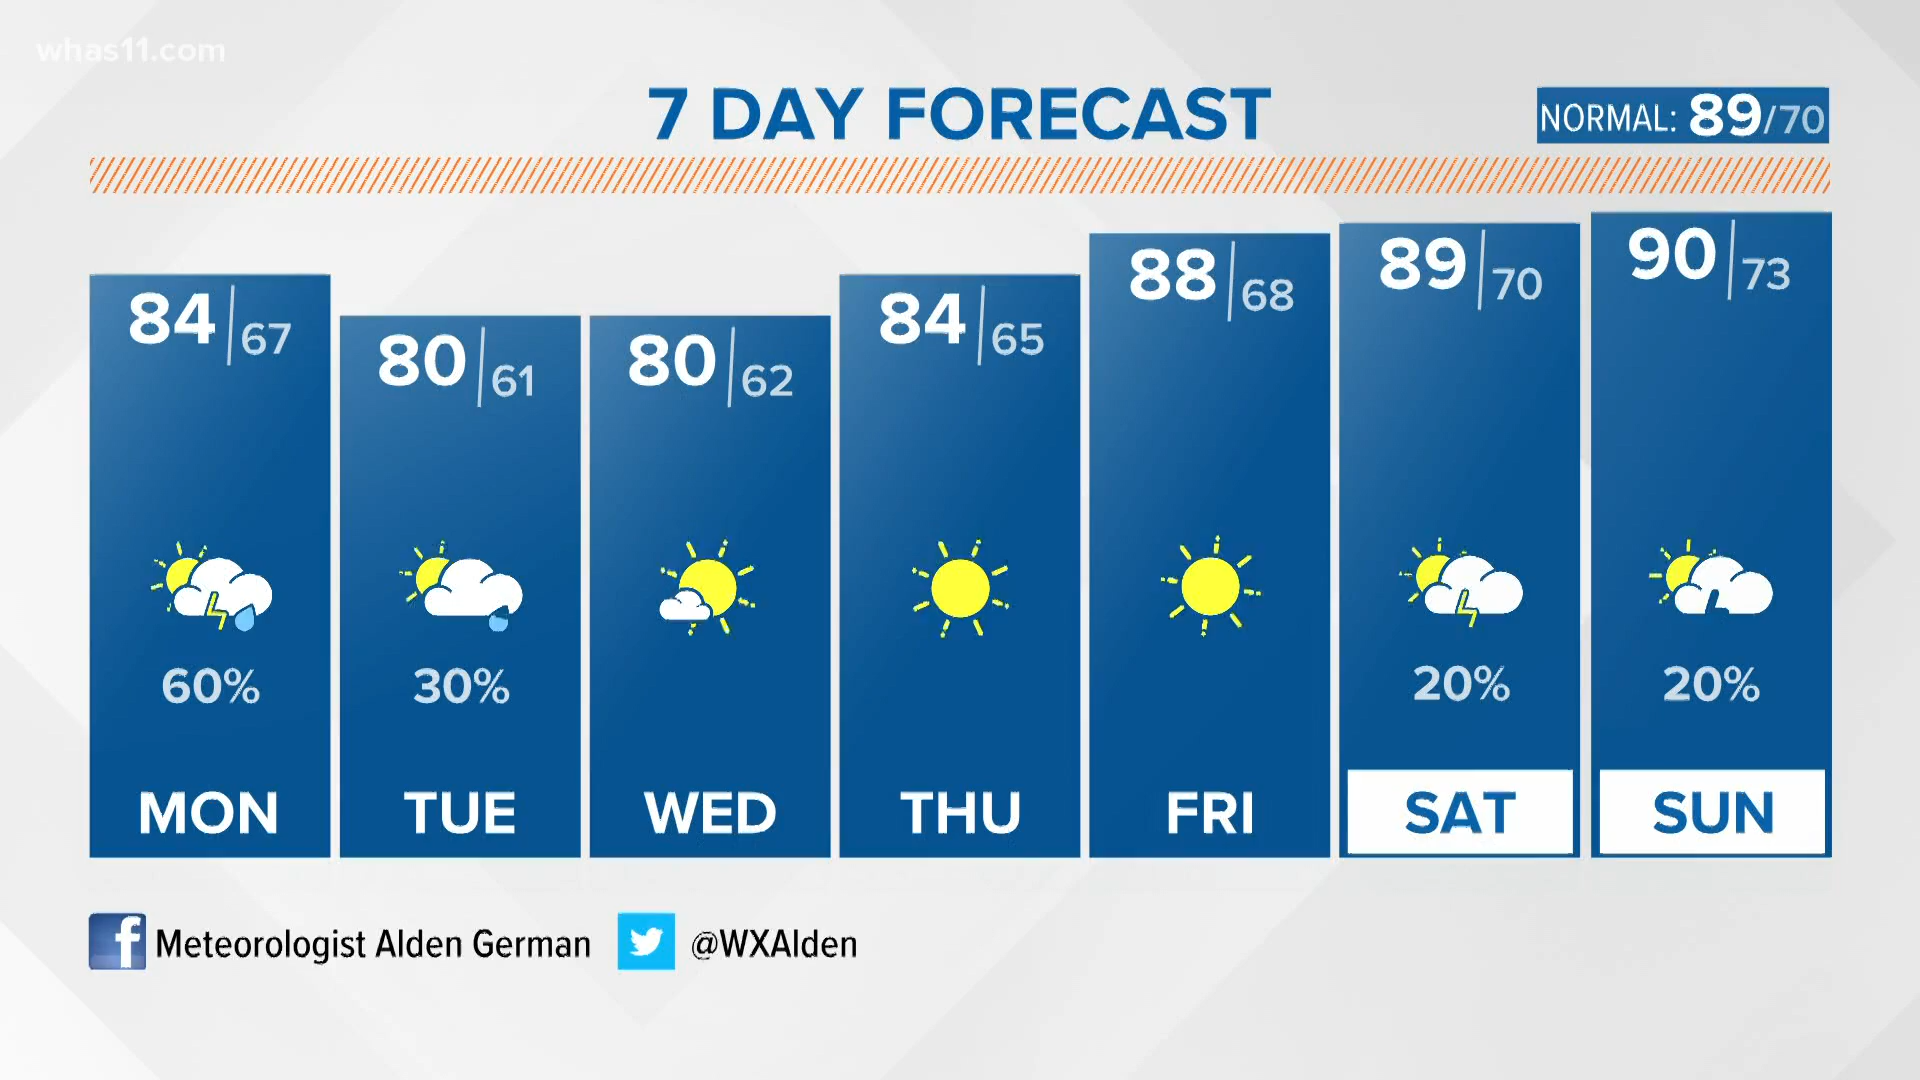 whas11.com
7 DAY FORECAST
NORMAL: 89/70
84/67
80/61
80/62
84/65
88/68
89/70
90/73
60%
30%
20%
20%
MON
TUE
WED
THU
FRI
SAT
SUN
f Meteorologist Alden German
@WXAlden